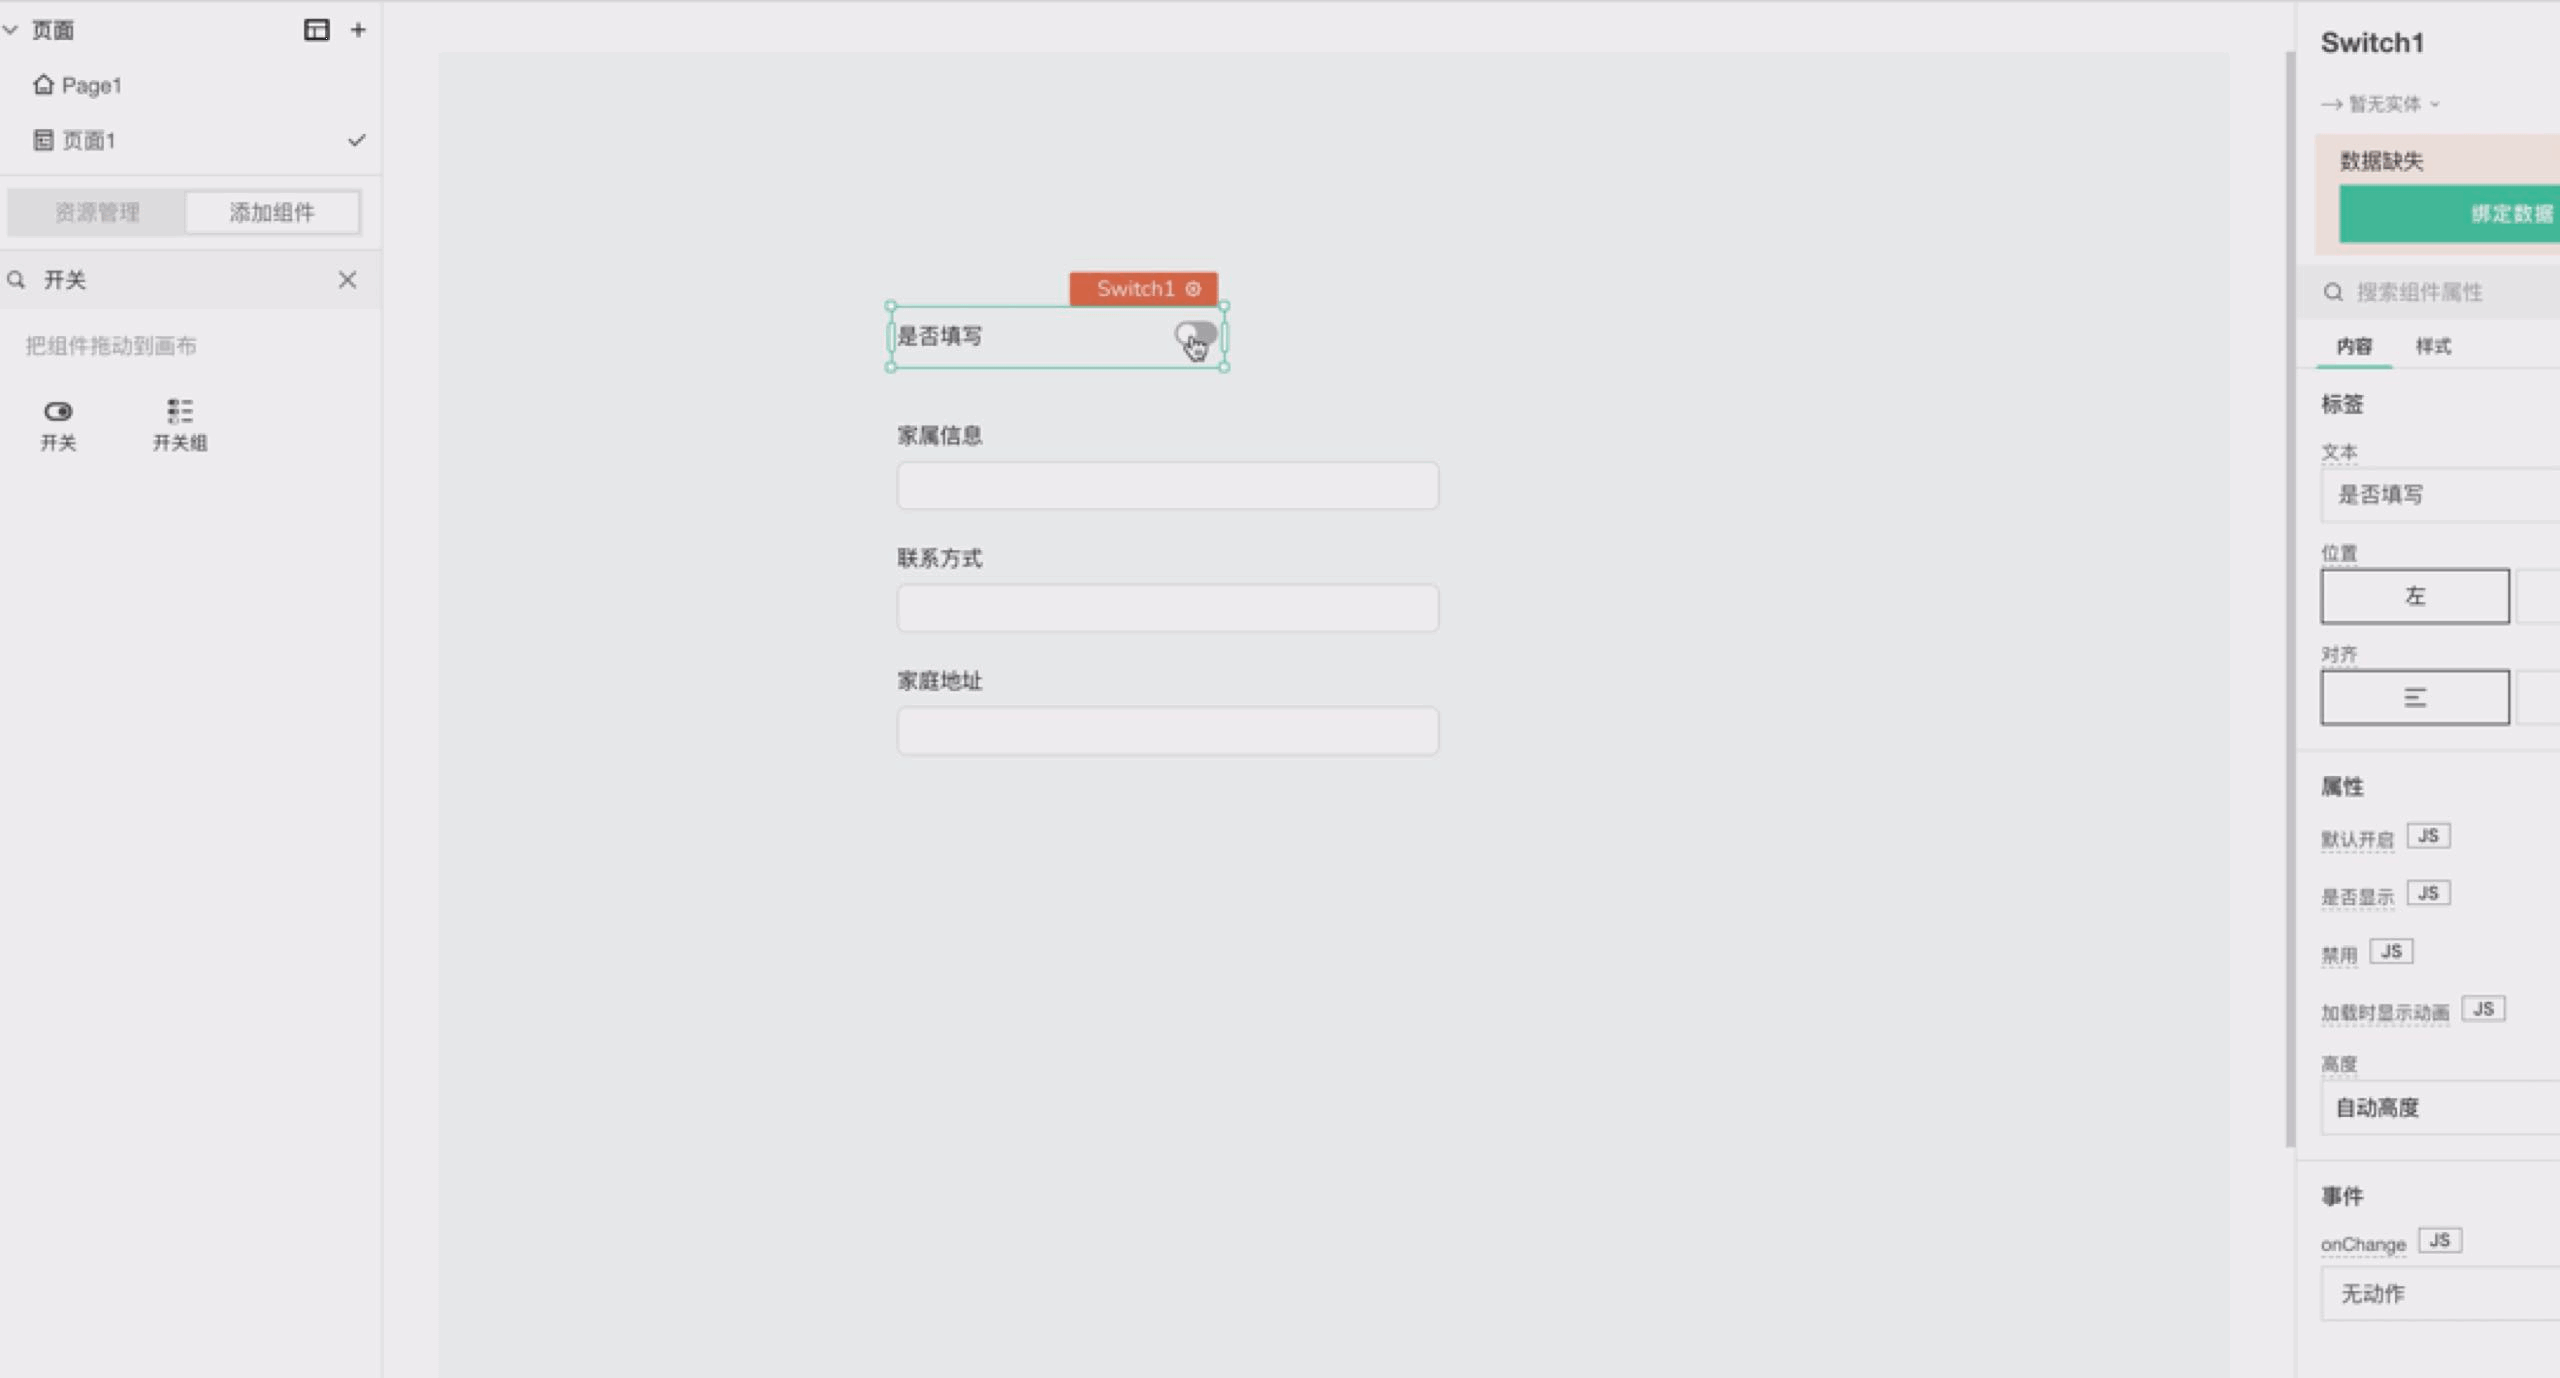 页面
Page1
页面1
资源管理
添加组件
开关
把组件拖动到画布
开关
开关组
Switch1
是否填写
家属信息
联系方式
家庭地址
Switch1
暂无实体
数据缺失
绑定数据
搜索组件属性
内容
样式
标签
文本
是否填写
位置
左
对齐
属性
默认开启 JS
是否显示 JS
禁用 JS
加载时显示动画 JS
高度
自动高度
事件
onChange JS
无动作